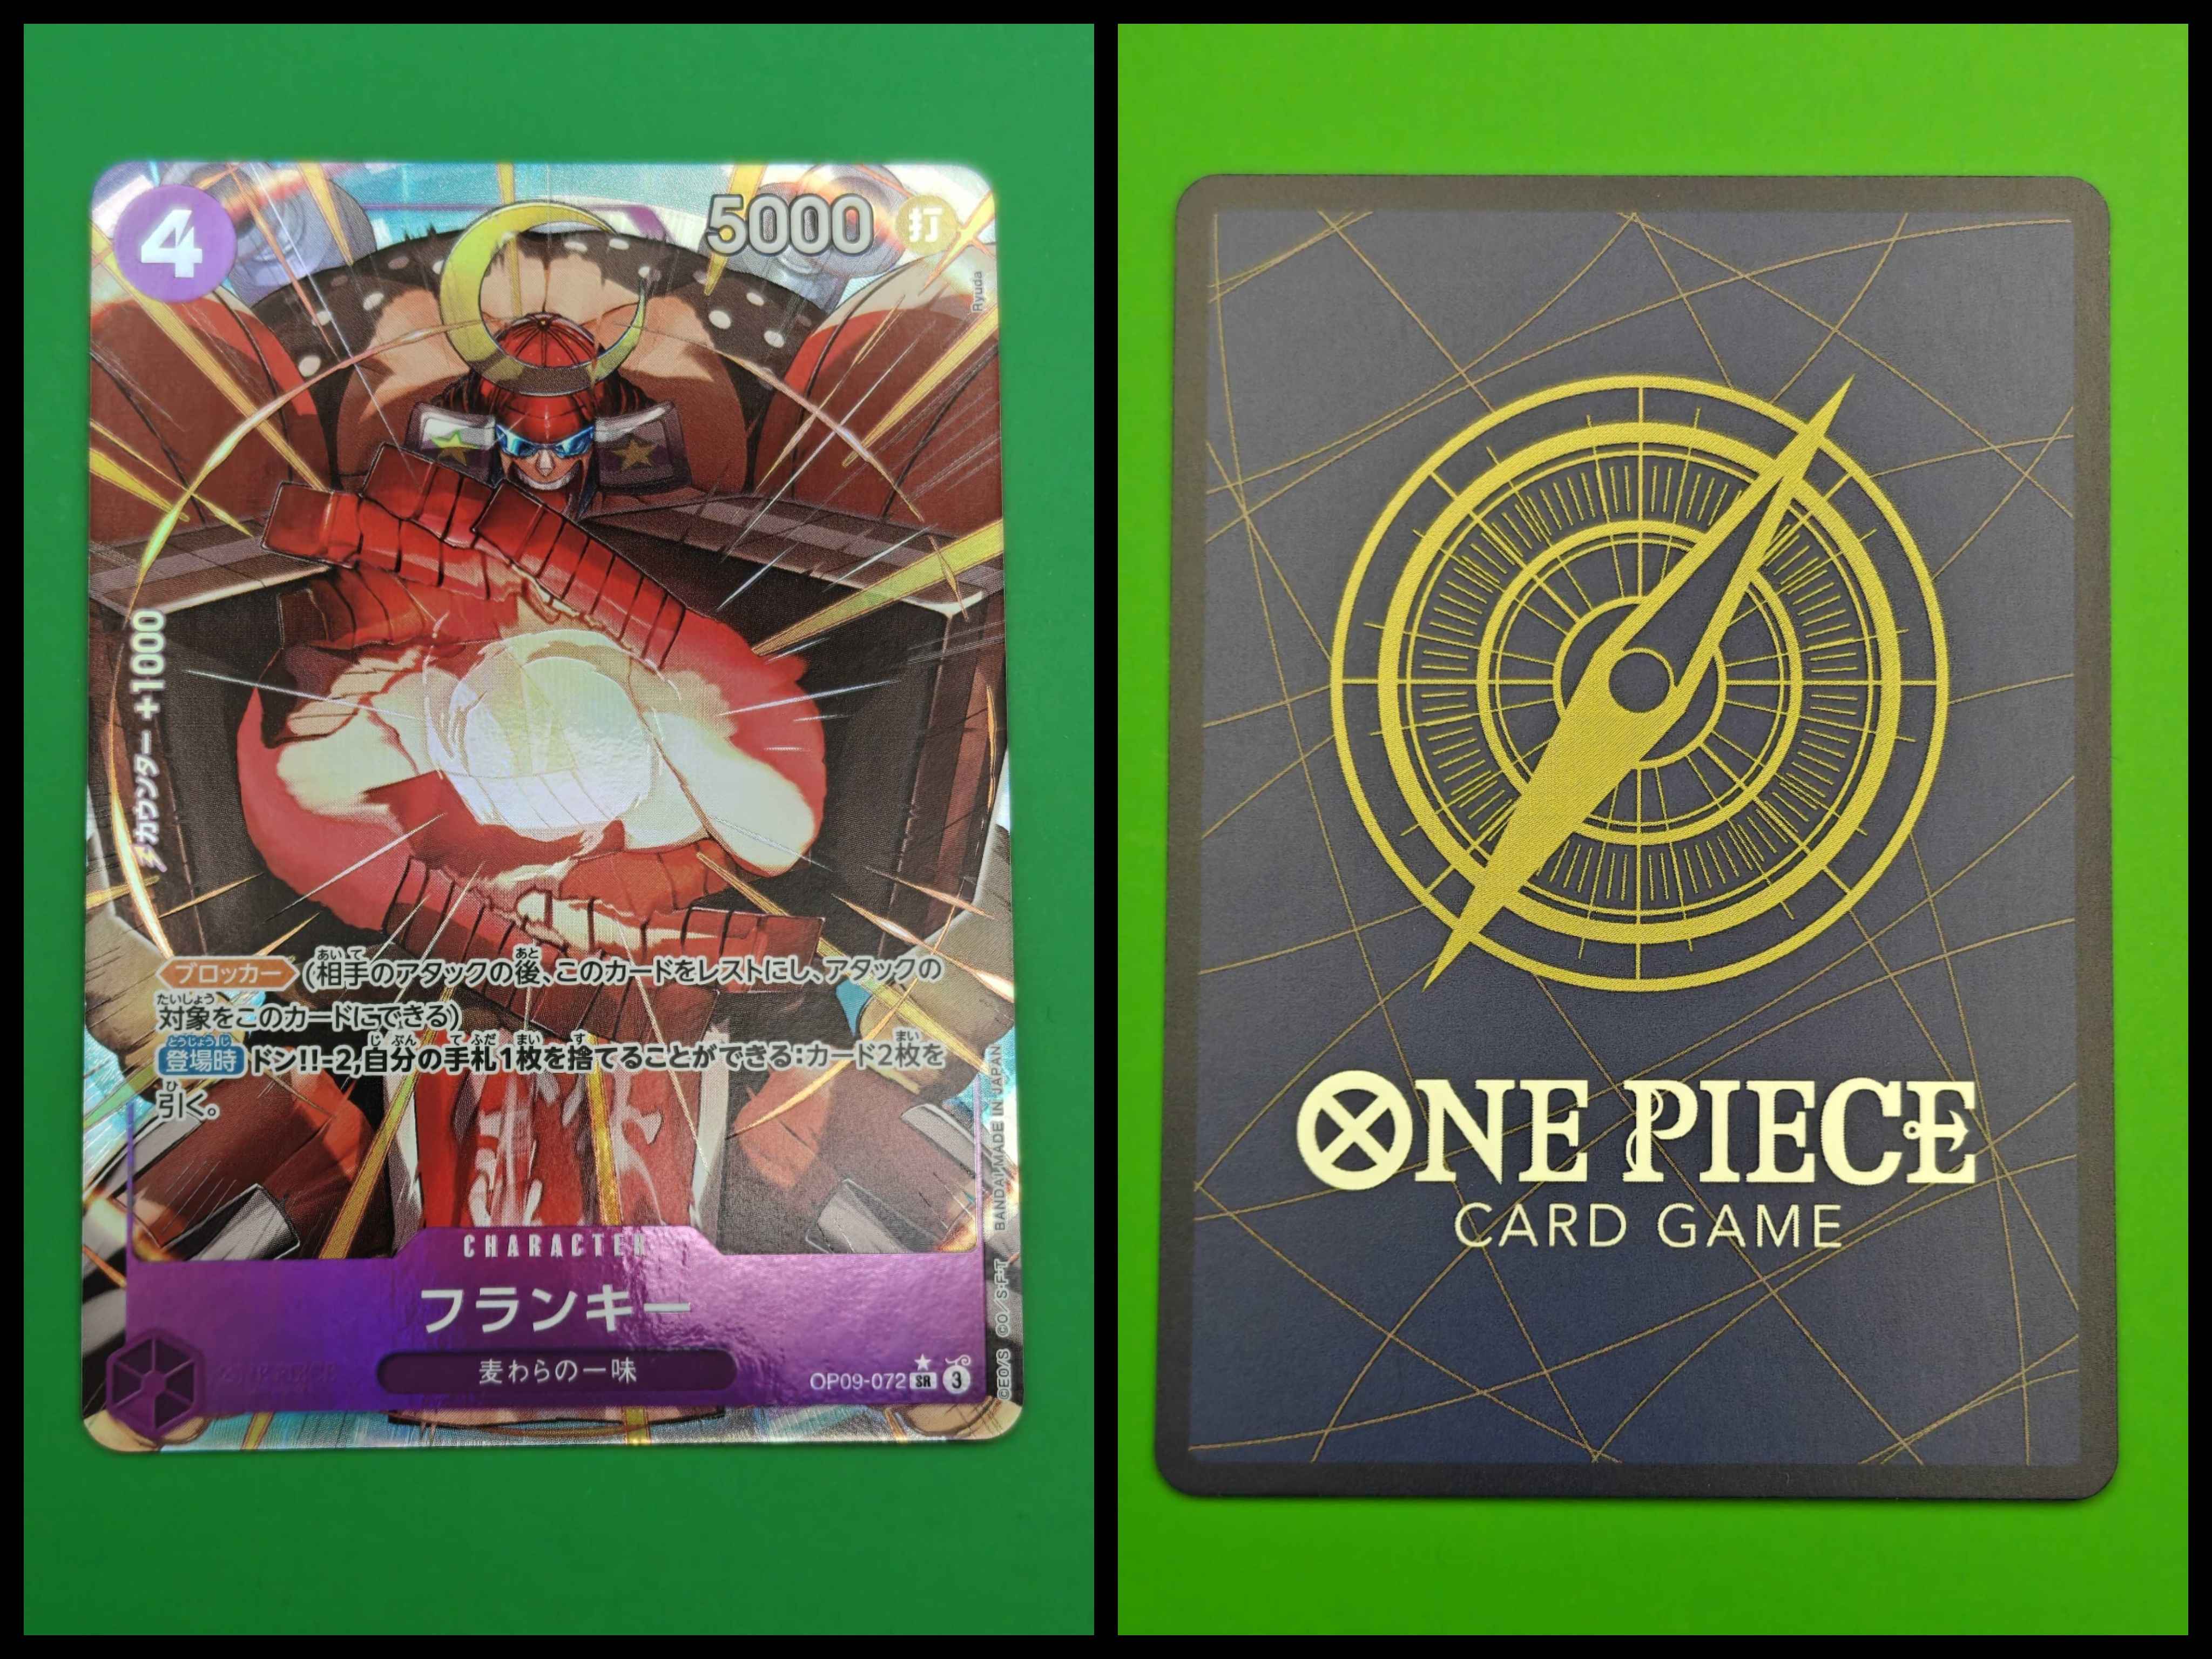 4
5000
打
Ryuda
カウンター +1000
ブロッカー (相手のアタックの後、このカードをレストにし、アタックの
対象をこのカードにできる)
登場時 ドン!!-2,自分の手札1枚を捨てることができる:カード2枚を
引く。
CHARACTER
フランキー
麦わらの一味
OP09-072 SR ★ 3
©EO/S ©O/S・F・T BANDAI MADE IN JAPAN
ONE PIECE
CARD GAME